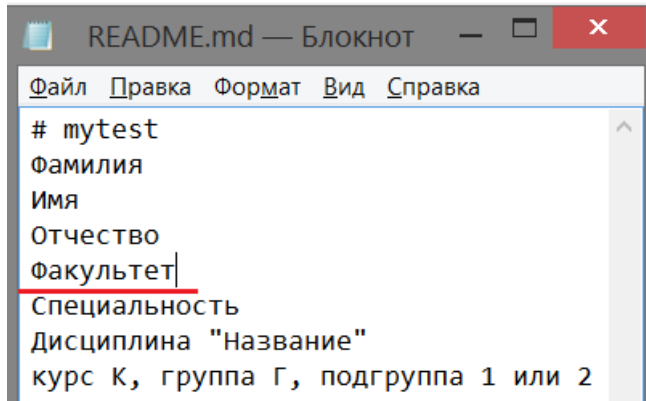 README.md — Блокнот
Файл Правка Формат Вид Справка
# mytest
Фамилия
Имя
Отчество
Факультет
Специальность
Дисциплина "Название"
курс К, группа Г, подгруппа 1 или 2